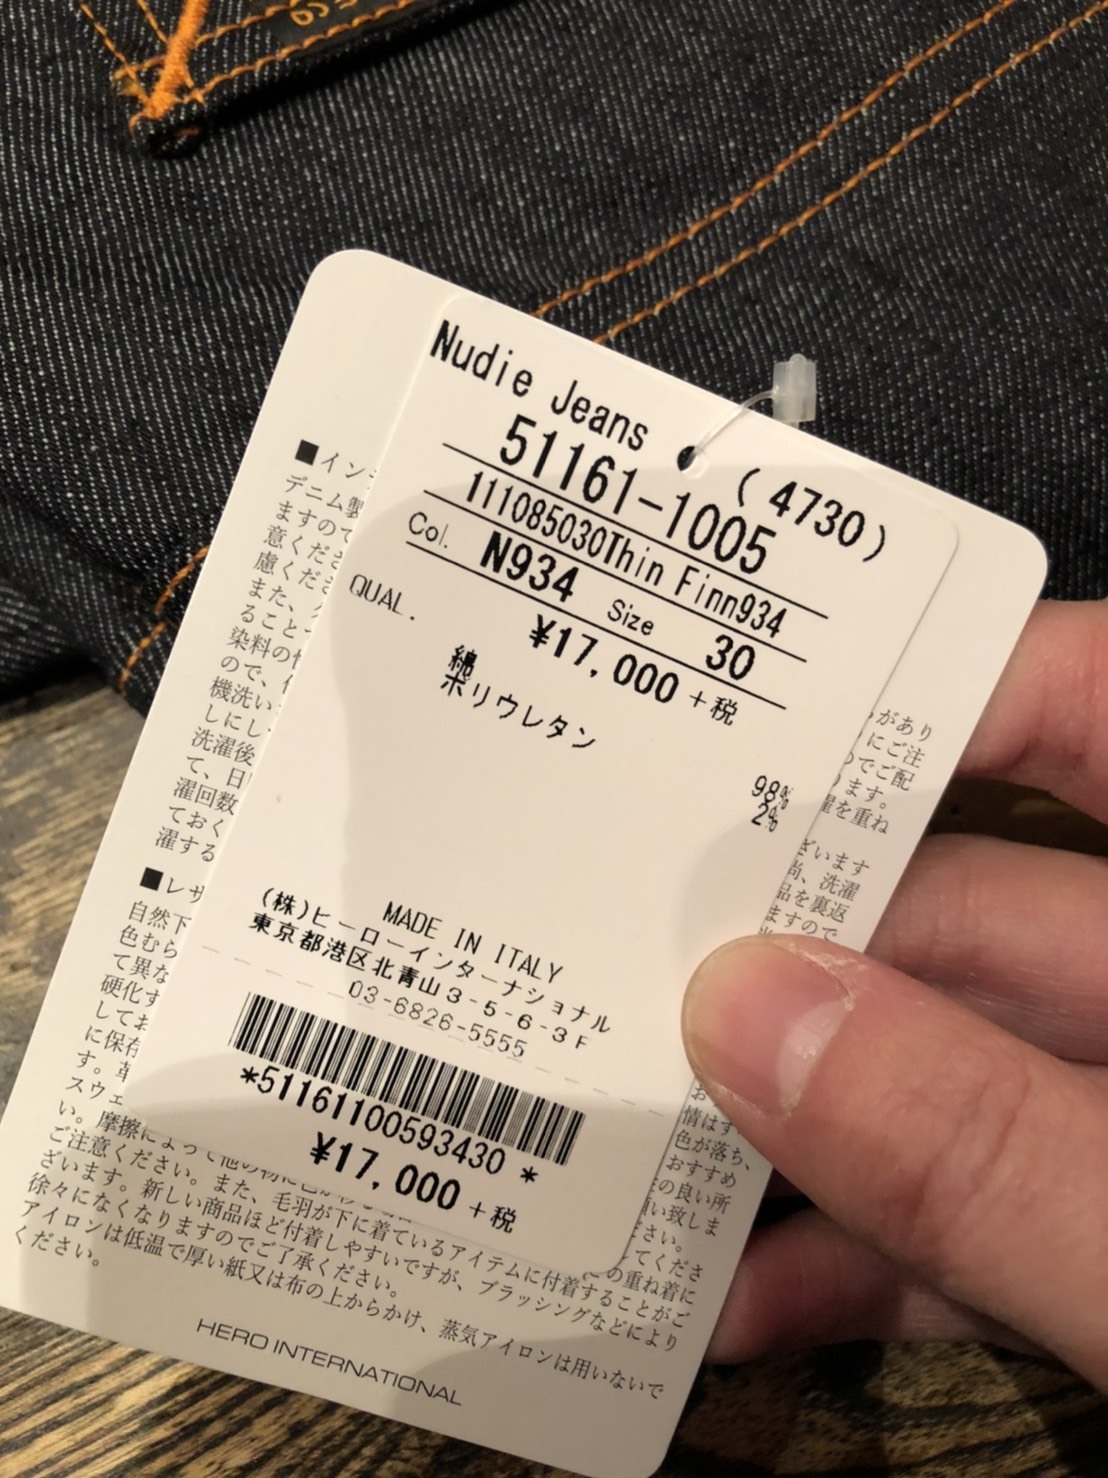 Nudie Jeans
(4730)
51161-1005
111085030Thin Finn934
Col. N934 Size 30
QUAL. ¥17,000 +税
綿 98%
ポリウレタン 2%
MADE IN ITALY
(株)ヒーローインターナショナル
東京都港区北青山3-5-6-3F
03-6826-5555
*51161100593430*
¥17,000 +税
■イン
デニム製
ますので
意くださ
慮くだ
また、
ること
染料の性
ので、
機洗い
しにし
洗濯後
て、日
濯回数
ておく
濯する
があり
にご注
のでご配
ります。
濯を重ね
ざいます
尚、洗濯
品を裏返
ますので
■レザ
自然下
色むら
て異な
硬化す
してお
に保存
す。革
スウェ
い。摩擦によって他の物に色が
ご注意ください。また、毛羽が下に着ているアイテムに付着することがご
ざいます。新しい商品ほど付着しやすいですが、ブラッシングなどにより
徐々になくなりますのでご了承ください。
アイロンは低温で厚い紙又は布の上からかけ、蒸気アイロンは用いないで
ください。
お
情はす
色が落ち、
おすすめ
の良い所
願い致しま
さい。
てくださ
の重ね着に
HERO INTERNATIONAL